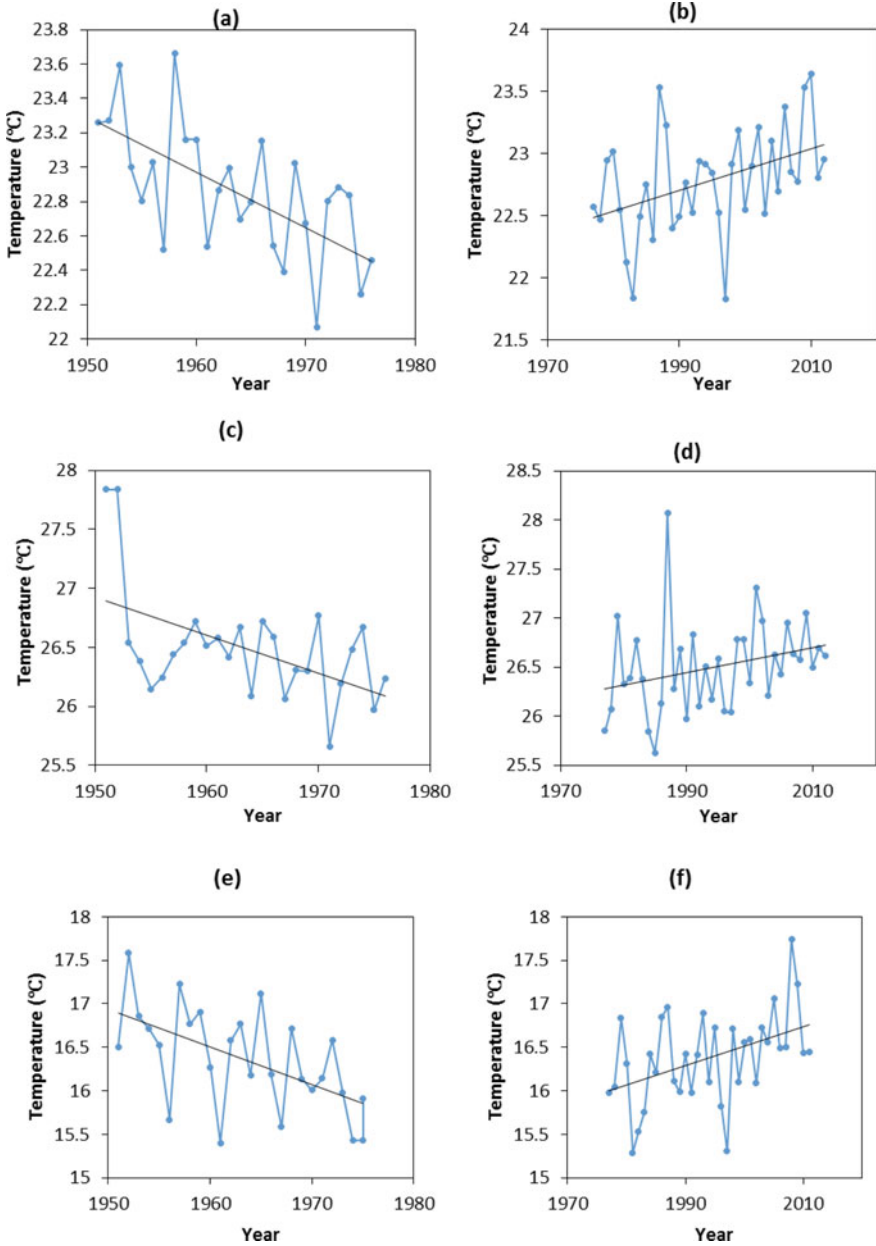 (a)
23.8
23.6
23.4
23.2
23
22.8
22.6
22.4
22.2
22
Temperature (℃)
1950 1960 1970 1980
Year
(b)
24
23.5
23
22.5
22
21.5
Temperature (℃)
1970 1990 2010
Year
(c)
28
27.5
27
26.5
26
25.5
Temperature (℃)
1950 1960 1970 1980
Year
(d)
28.5
28
27.5
27
26.5
26
25.5
Temperature (℃)
1970 1990 2010
Year
(e)
18
17.5
17
16.5
16
15.5
15
Temperature (℃)
1950 1960 1970 1980
Year
(f)
18
17.5
17
16.5
16
15.5
15
Temperature (℃)
1970 1990 2010
Year